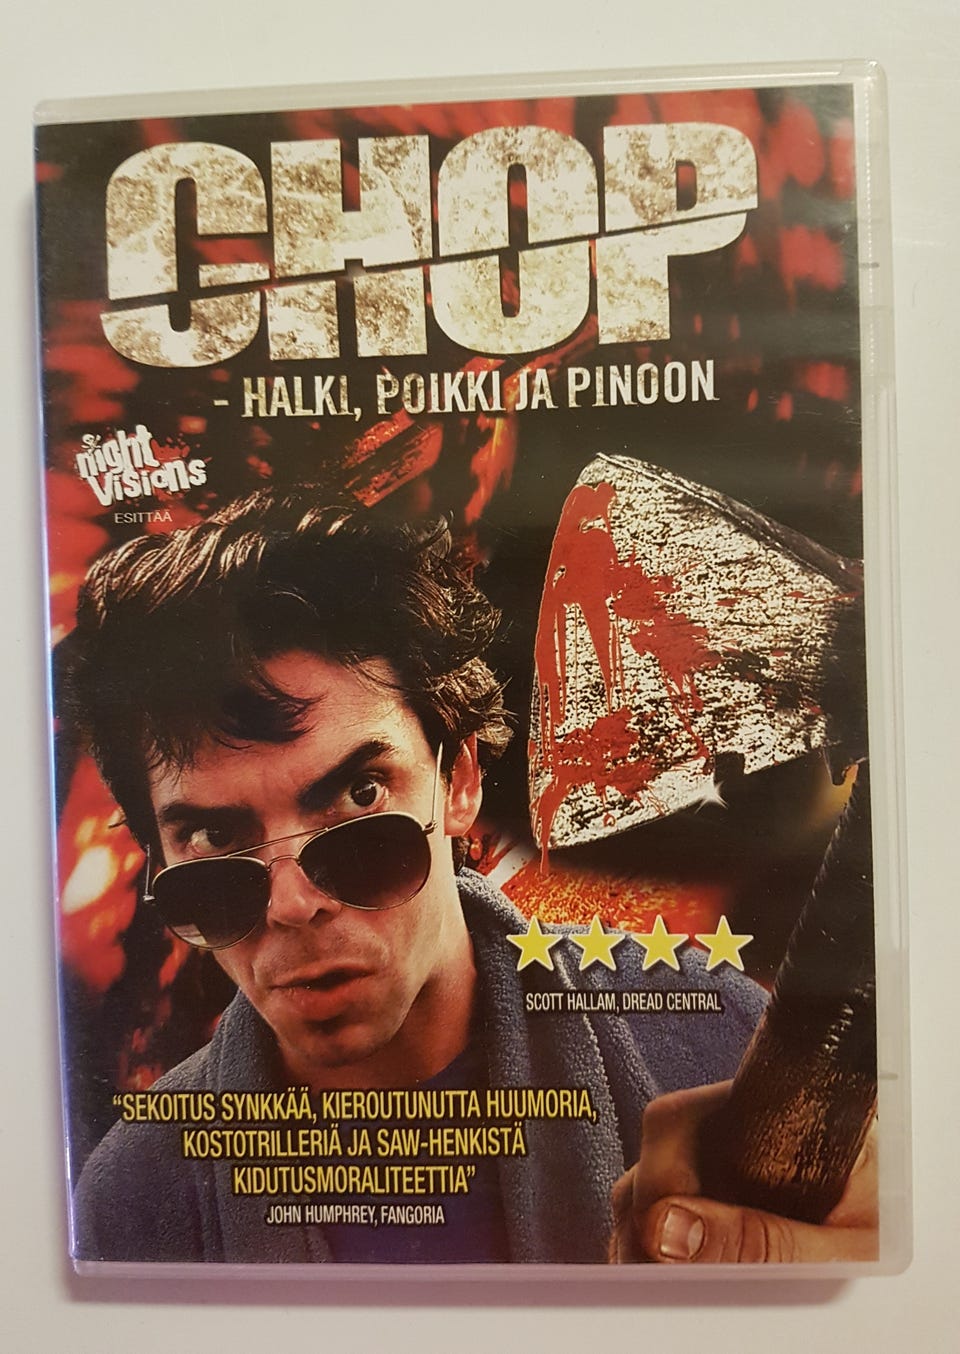 CHOP
- HALKI, POIKKI JA PINOON
night
Visions
ESITTÄÄ
SCOTT HALLAM, DREAD CENTRAL
"SEKOITUS SYNKKÄÄ, KIEROUTUNUTTA HUUMORIA,
KOSTOTRILLERIÄ JA SAW-HENKISTÄ
KIDUTUSMORALITEETTIA"
JOHN HUMPHREY, FANGORIA